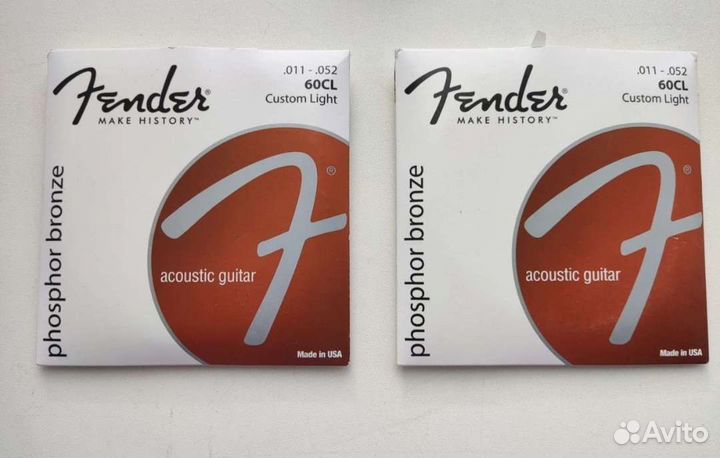 Fender®
MAKE HISTORY™
.011 - .052
60CL
Custom Light
phosphor bronze
F®
acoustic guitar
Made in USA
Fender®
MAKE HISTORY™
.011 - .052
60CL
Custom Light
phosphor bronze
F®
acoustic guitar
Made in USA
Avito